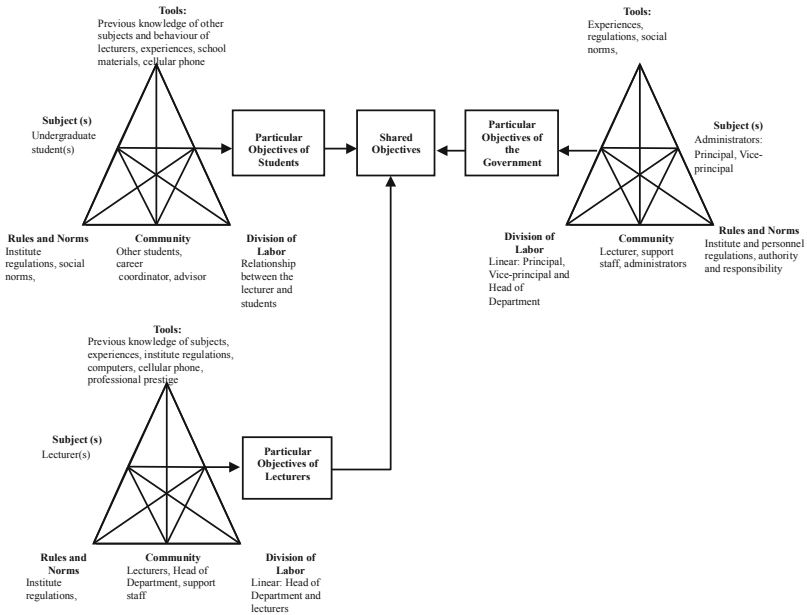 Tools:
Previous knowledge of other
subjects and behaviour of
lecturers, experiences, school
materials, cellular phone
Subject (s)
Undergraduate
student(s)
Particular
Objectives of
Students
Shared
Objectives
Rules and Norms
Institute
regulations, social
norms,
Community
Other students,
career
coordinator, advisor
Division of
Labor
Relationship
between the
lecturer and
students
Tools:
Experiences,
regulations, social
norms,
Particular
Objectives of
the
Government
Subject (s)
Administrators:
Principal, Vice-
principal
Division of
Labor
Linear: Principal,
Vice-principal and
Head of
Department
Community
Lecturer, support
staff, administrators
Rules and Norms
Institute and personnel
regulations, authority
and responsibility
Tools:
Previous knowledge of subjects,
experiences, institute regulations,
computers, cellular phone,
professional prestige
Subject (s)
Lecturer(s)
Particular
Objectives of
Lecturers
Rules and
Norms
Institute
regulations,
Community
Lecturers, Head of
Department, support
staff
Division of
Labor
Linear: Head of
Department and
lecturers